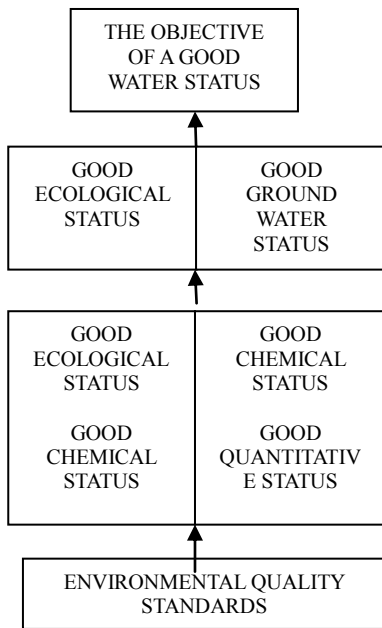 THE OBJECTIVE
OF A GOOD
WATER STATUS
GOOD
ECOLOGICAL
STATUS
GOOD
GROUND
WATER
STATUS
GOOD
ECOLOGICAL
STATUS
GOOD
CHEMICAL
STATUS
GOOD
CHEMICAL
STATUS
GOOD
QUANTITATIV
E STATUS
ENVIRONMENTAL QUALITY
STANDARDS